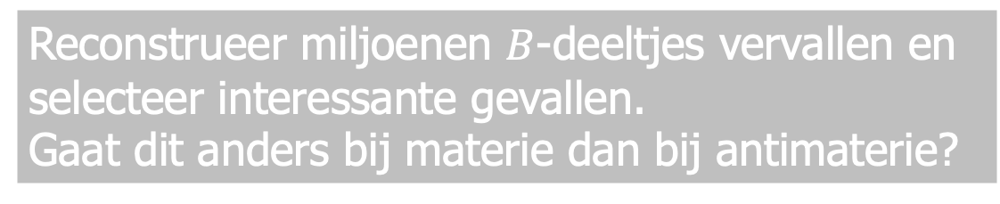 Reconstrueer miljoenen B-deeltjes vervallen en
selecteer interessante gevallen.
Gaat dit anders bij materie dan bij antimaterie?